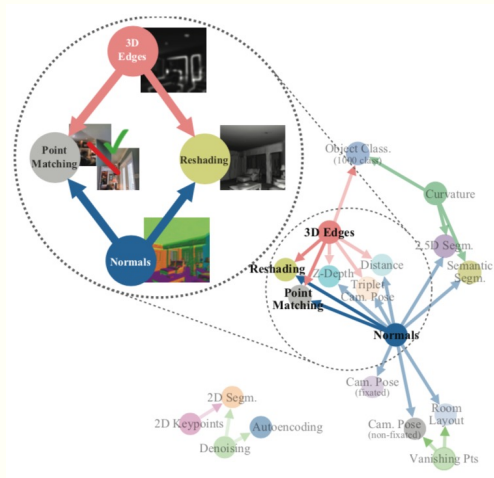 3D
Edges
Point
Matching
Reshading
Normals
Object Class.
(1000 class)
Curvature
3D Edges
2.5D Segm.
Reshading
Z-Depth
Distance
Semantic
Segm.
Triplet
Cam. Pose
Point
Matching
Normals
Cam. Pose
(fixated)
2D Segm.
Room
Layout
2D Keypoints
Autoencoding
Cam. Pose
(non-fixated)
Denoising
Vanishing Pts